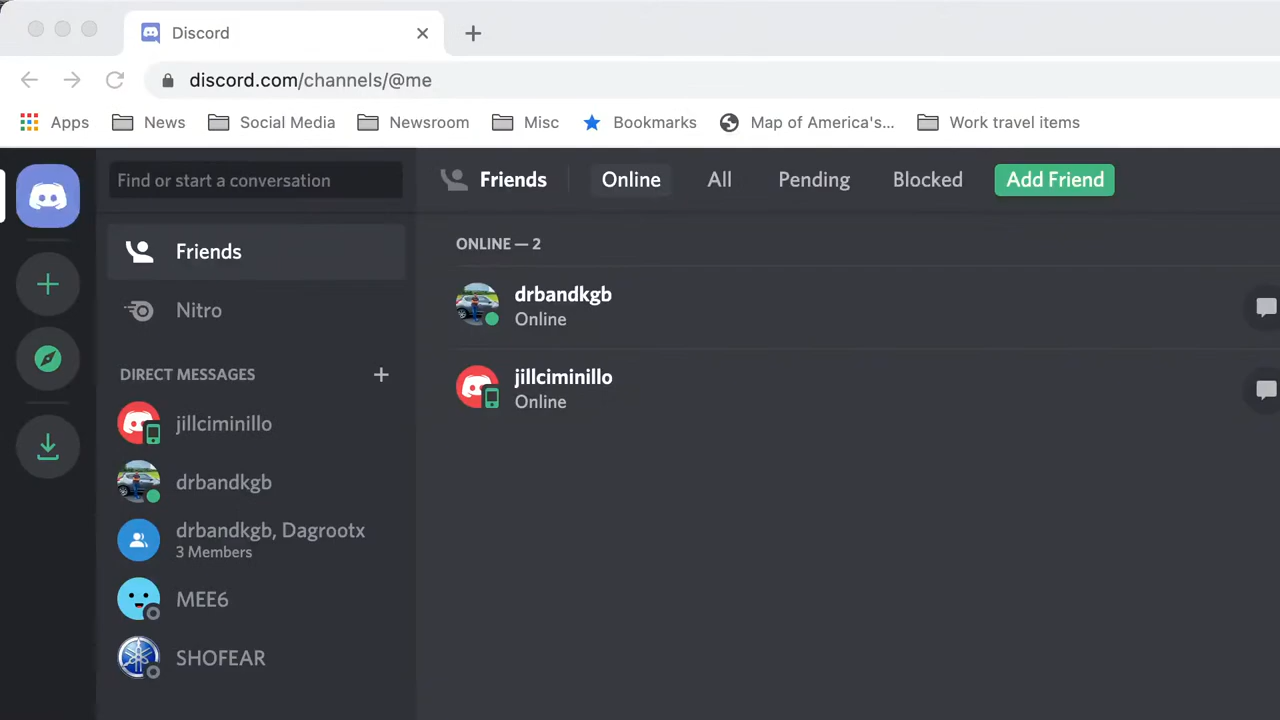 Discord
discord.com/channels/@me
Apps News Social Media Newsroom Misc Bookmarks Map of America's... Work travel items
Find or start a conversation
Friends Online All Pending Blocked Add Friend
Friends
Nitro
DIRECT MESSAGES
jillciminillo
drbandkgb
drbandkgb, Dagrootx
3 Members
MEE6
SHOFEAR
ONLINE — 2
drbandkgb
Online
jillciminillo
Online